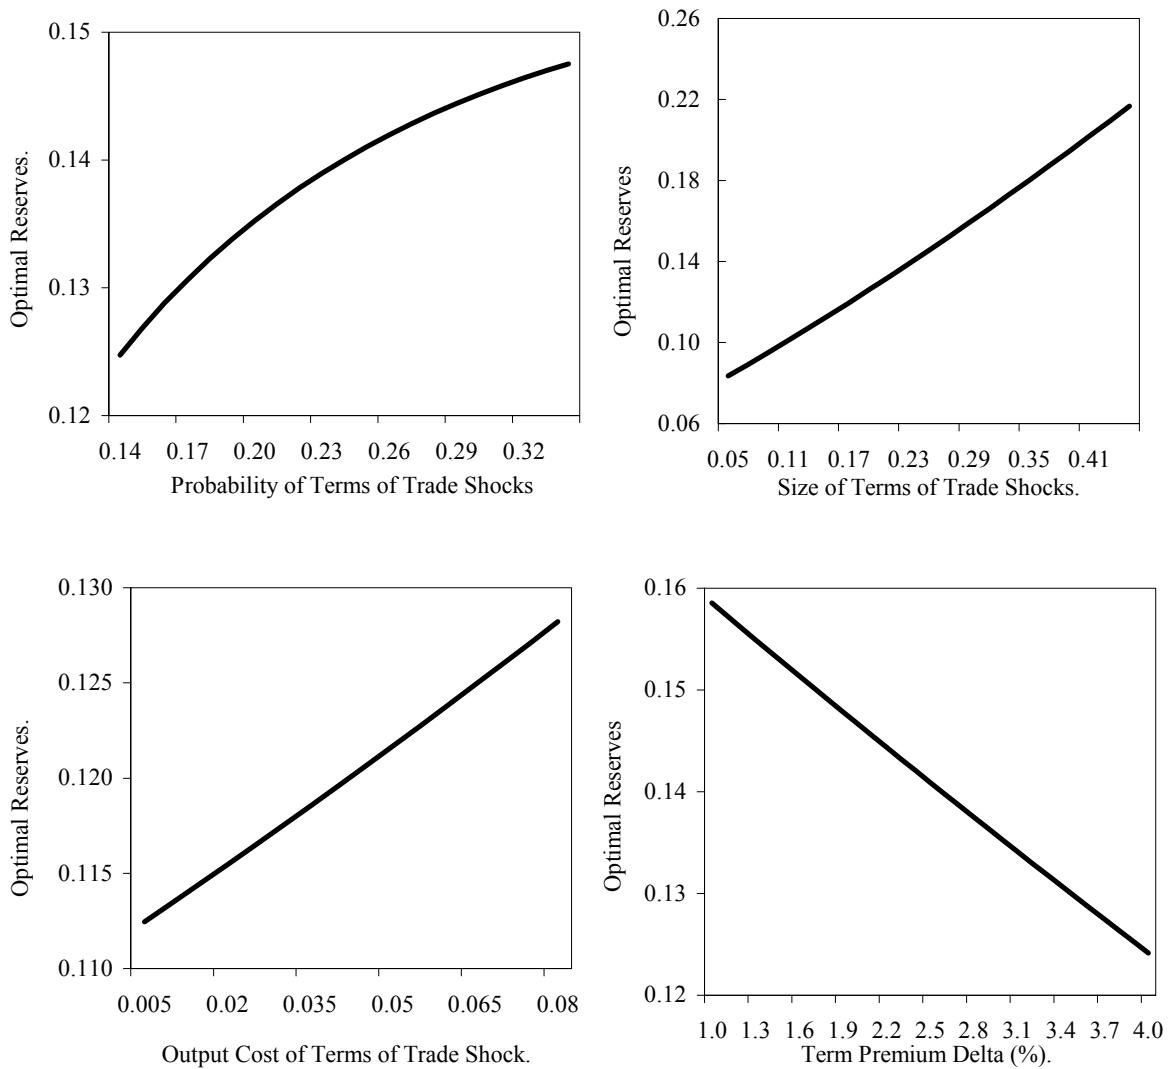 0.15
0.14
0.13
0.12
Optimal Reserves.
0.14 0.17 0.20 0.23 0.26 0.29 0.32
Probability of Terms of Trade Shocks
0.26
0.22
0.18
0.14
0.10
0.06
Optimal Reserves
0.05 0.11 0.17 0.23 0.29 0.35 0.41
Size of Terms of Trade Shocks.
0.130
0.125
0.120
0.115
0.110
Optimal Reserves.
0.005 0.02 0.035 0.05 0.065 0.08
Output Cost of Terms of Trade Shock.
0.16
0.15
0.14
0.13
0.12
Optimal Reserves
1.0 1.3 1.6 1.9 2.2 2.5 2.8 3.1 3.4 3.7 4.0
Term Premium Delta (%).